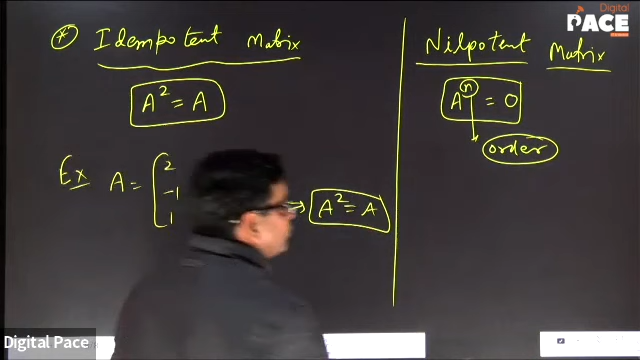 Digital
PACE
* Idempotent Matrix
A² = A
Ex A = [ 2
-1
1
→ A² = A
Nilpotent Matrix
Aⁿ = 0
order
Digital Pace